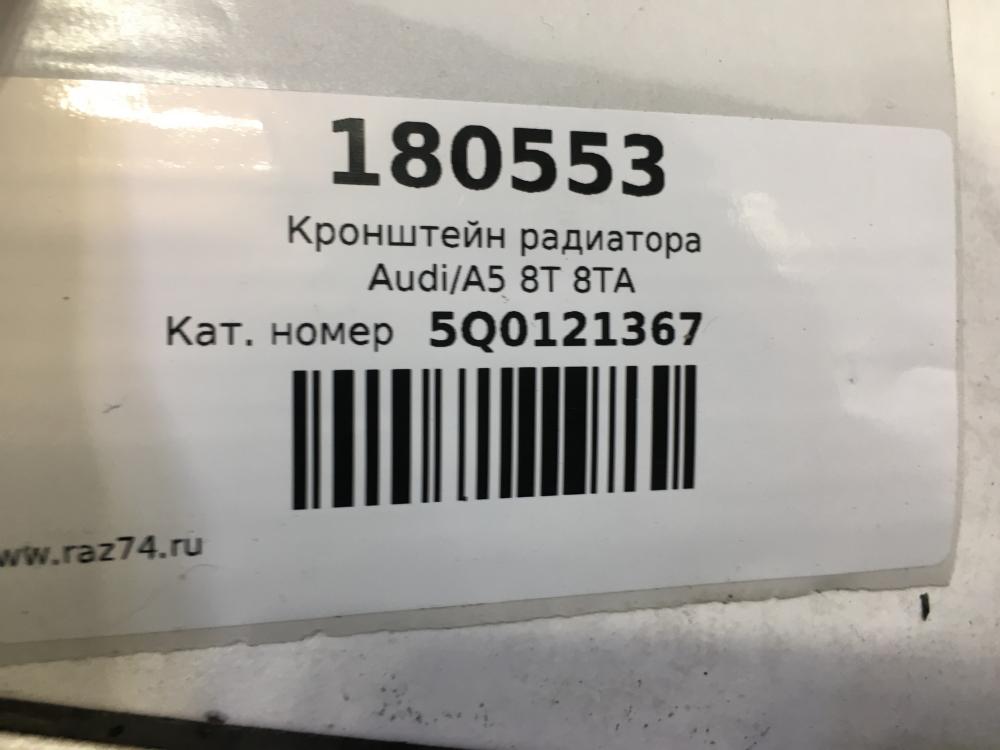 180553
Кронштейн радиатора
Audi/A5 8T 8TA
Кат. номер 5Q0121367
www.raz74.ru